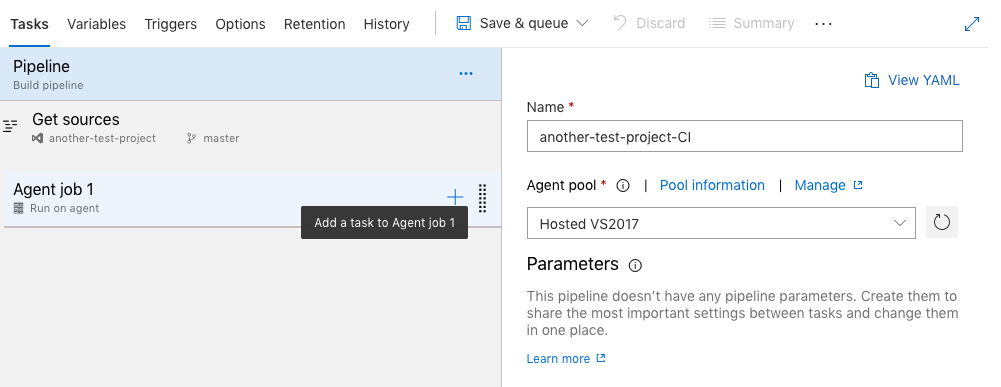 Tasks Variables Triggers Options Retention History Save & queue Discard Summary ...
Pipeline
Build pipeline
...
Get sources
another-test-project master
Agent job 1
Run on agent
Add a task to Agent job 1
View YAML
Name *
another-test-project-CI
Agent pool * | Pool information | Manage
Hosted VS2017
Parameters
This pipeline doesn't have any pipeline parameters. Create them to
share the most important settings between tasks and change them
in one place.
Learn more